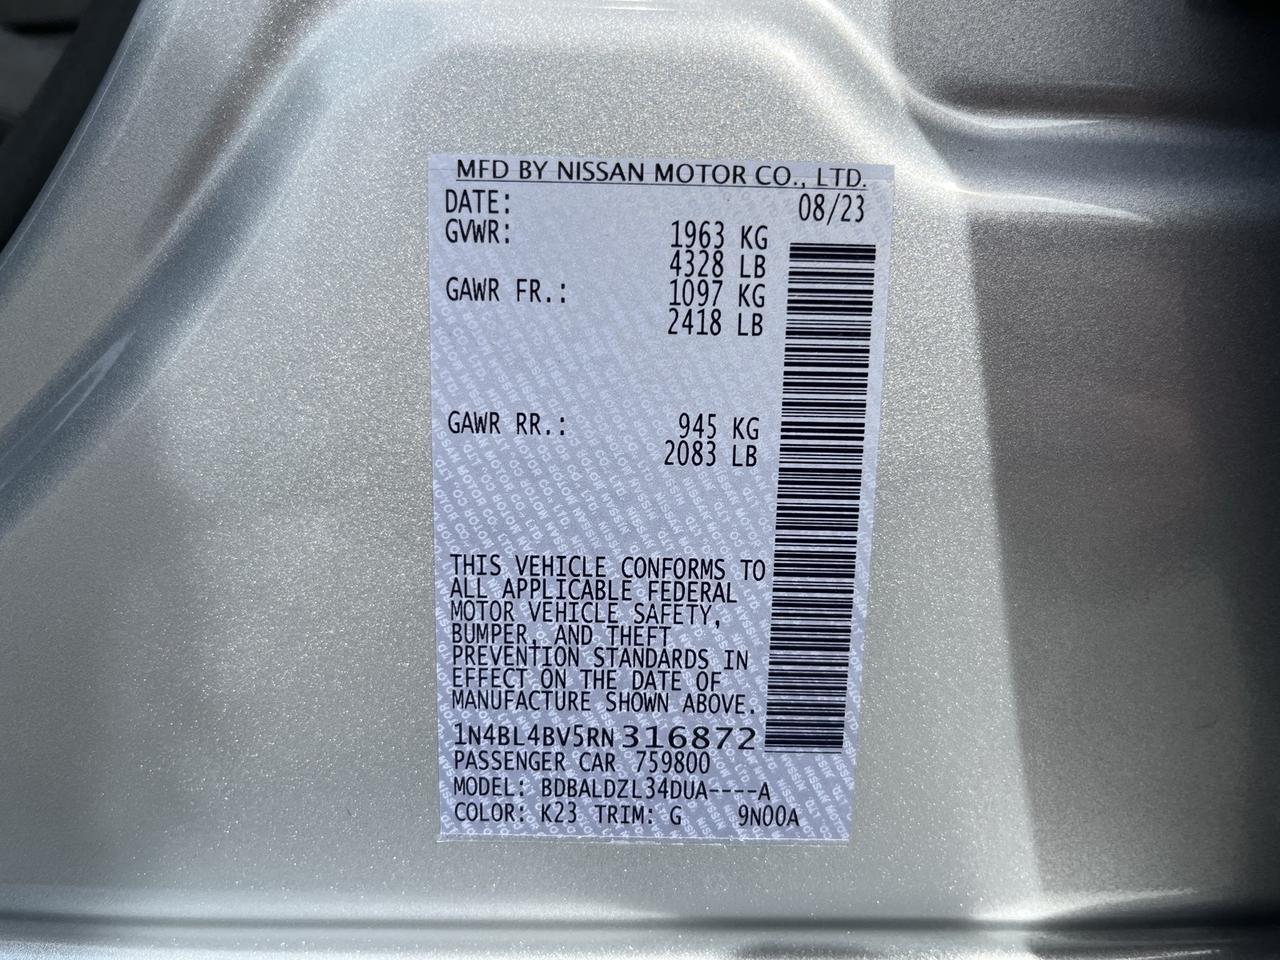 MFD BY NISSAN MOTOR CO., LTD.
DATE: 08/23
GVWR: 1963 KG
4328 LB
GAWR FR.: 1097 KG
2418 LB
GAWR RR.: 945 KG
2083 LB
THIS VEHICLE CONFORMS TO
ALL APPLICABLE FEDERAL
MOTOR VEHICLE SAFETY,
BUMPER, AND THEFT
PREVENTION STANDARDS IN
EFFECT ON THE DATE OF
MANUFACTURE SHOWN ABOVE.
1N4BL4BV5RN316872
PASSENGER CAR 759800
MODEL: BDBALDZL34DUA----A
COLOR: K23 TRIM: G 9N00A